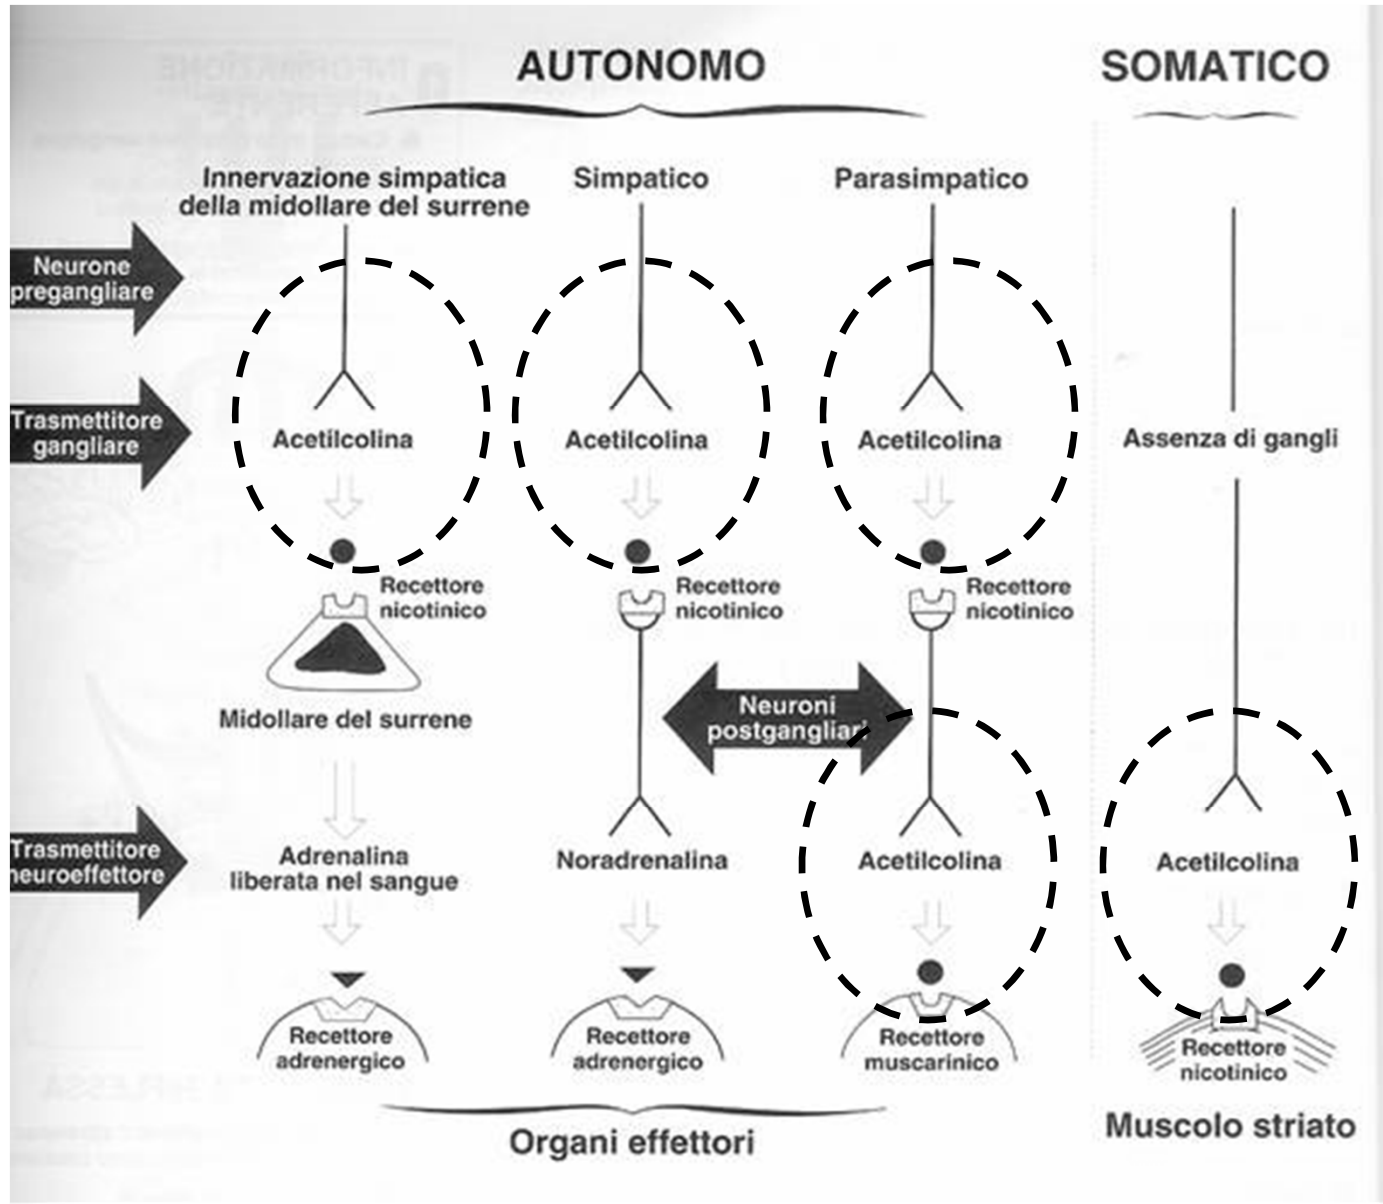 AUTONOMO
SOMATICO
Innervazione simpatica
della midollare del surrene
Simpatico
Parasimpatico
Neurone
pregangliare
Trasmettitore
gangliare
Acetilcolina
Acetilcolina
Acetilcolina
Assenza di gangli
Recettore
nicotinico
Recettore
nicotinico
Recettore
nicotinico
Midollare del surrene
Neuroni
postgangliari
Trasmettitore
neuroeffettore
Adrenalina
liberata nel sangue
Noradrenalina
Acetilcolina
Acetilcolina
Recettore
adrenergico
Recettore
adrenergico
Recettore
muscarinico
Recettore
nicotinico
Organi effettori
Muscolo striato